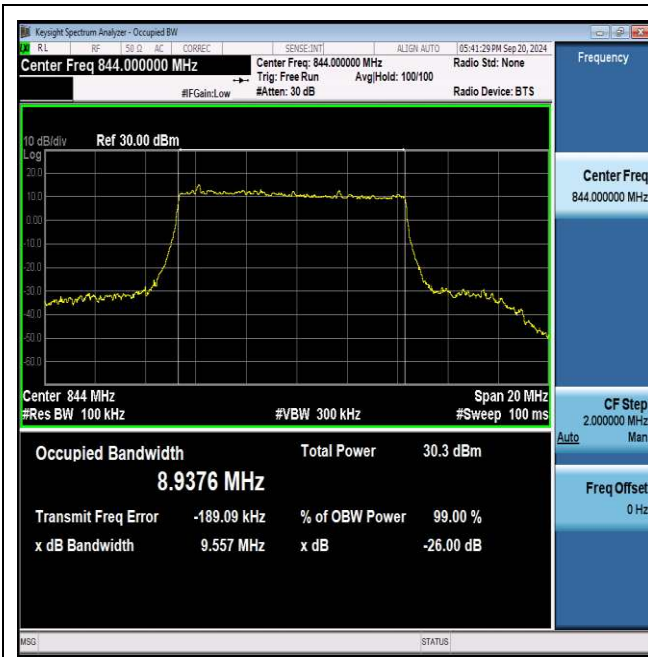 Keysight Spectrum Analyzer - Occupied BW
RL RF 50 Ω AC CORREC SENSE:INT ALIGN AUTO 05:41:29 PM Sep 20, 2024
Center Freq 844.000000 MHz
Center Freq: 844.000000 MHz
Radio Std: None
Trig: Free Run Avg|Hold: 100/100
#IFGain:Low #Atten: 30 dB Radio Device: BTS
10 dB/div Ref 30.00 dBm
Log
20.0
10.0
0.00
-10.0
-20.0
-30.0
-40.0
-50.0
-60.0
Center 844 MHz Span 20 MHz
#Res BW 100 kHz #VBW 300 kHz #Sweep 100 ms
Occupied Bandwidth Total Power 30.3 dBm
8.9376 MHz
Transmit Freq Error -189.09 kHz % of OBW Power 99.00 %
x dB Bandwidth 9.557 MHz x dB -26.00 dB
MSG STATUS
Frequency
Center Freq
844.000000 MHz
CF Step
2.000000 MHz
Auto Man
Freq Offset
0 Hz